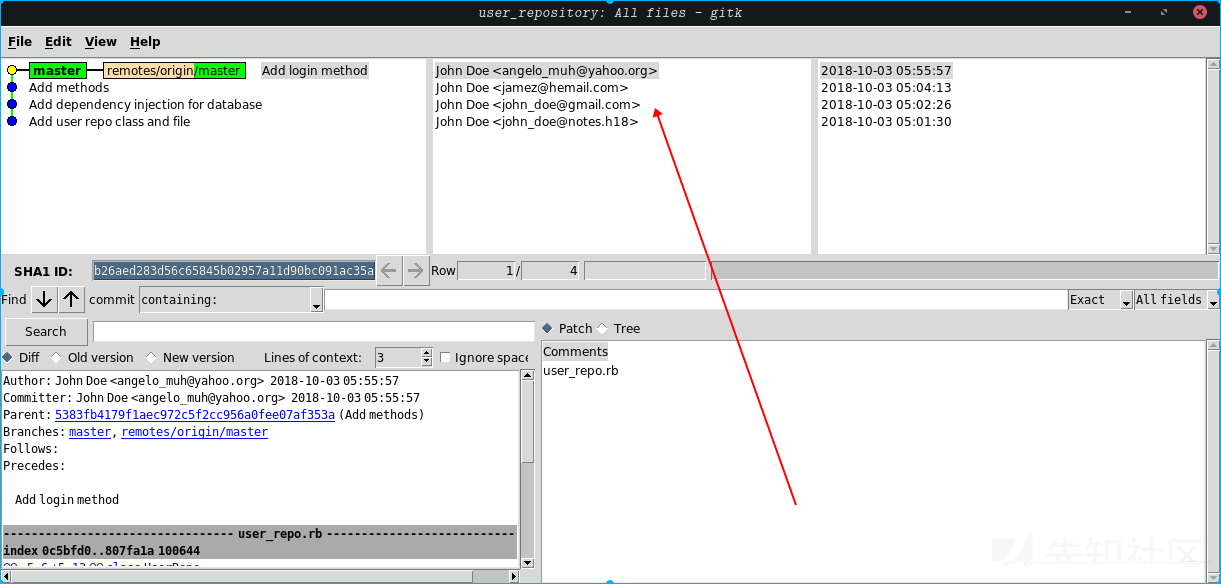 user_repository: All files - gitk
File Edit View Help
master remotes/origin/master Add login method John Doe <angelo_muh@yahoo.org> 2018-10-03 05:55:57
Add methods John Doe <jamez@hemail.com> 2018-10-03 05:04:13
Add dependency injection for database John Doe <john_doe@gmail.com> 2018-10-03 05:02:26
Add user repo class and file John Doe <john_doe@notes.h18> 2018-10-03 05:01:30
SHA1 ID: b26aed283d56c65845b02957a11d90bc091ac35a Row 1 / 4
Find commit containing: Exact All fields
Search Patch Tree
Diff Old version New version Lines of context: 3 Ignore space
Comments
user_repo.rb
Author: John Doe <angelo_muh@yahoo.org> 2018-10-03 05:55:57
Committer: John Doe <angelo_muh@yahoo.org> 2018-10-03 05:55:57
Parent: 5383fb4179f1aec972c5f2cc956a0fee07af353a (Add methods)
Branches: master, remotes/origin/master
Follows:
Precedes:
Add login method
-------------------------------- user_repo.rb --------------------------
index 0c5bfd0..807fa1a 100644
先知社区